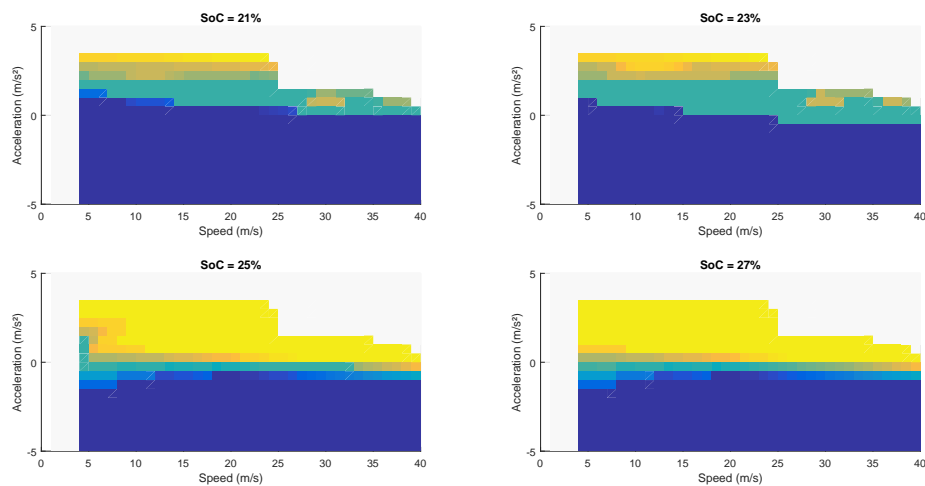 SoC = 21%
5
0
-5
Acceleration (m/s²)
0 5 10 15 20 25 30 35 40
Speed (m/s)
SoC = 23%
5
0
-5
Acceleration (m/s²)
0 5 10 15 20 25 30 35 40
Speed (m/s)
SoC = 25%
5
0
-5
Acceleration (m/s²)
0 5 10 15 20 25 30 35 40
Speed (m/s)
SoC = 27%
5
0
-5
Acceleration (m/s²)
0 5 10 15 20 25 30 35 40
Speed (m/s)